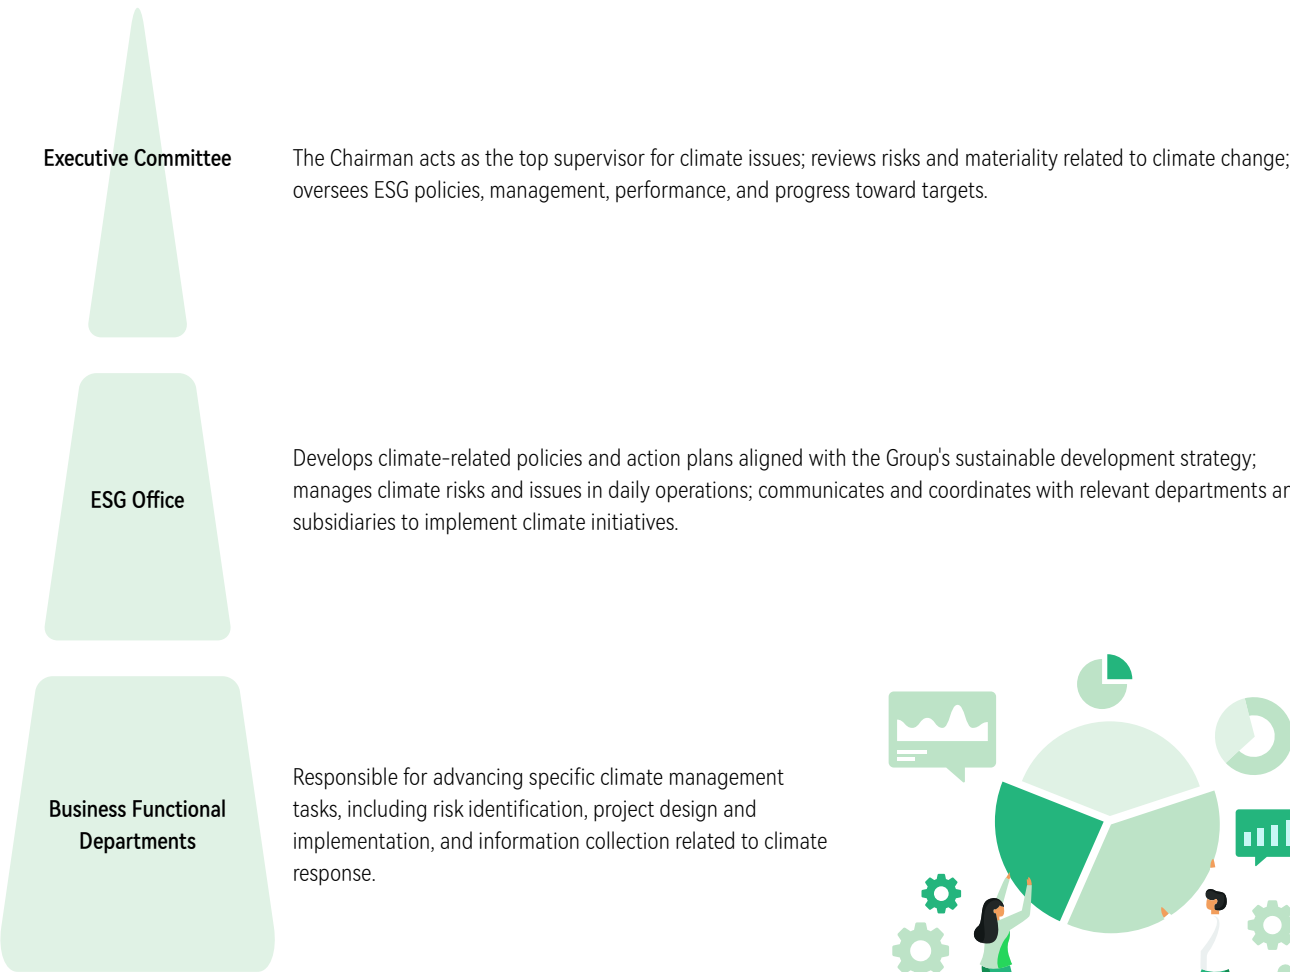 Executive Committee
The Chairman acts as the top supervisor for climate issues; reviews risks and materiality related to climate change;
oversees ESG policies, management, performance, and progress toward targets.
ESG Office
Develops climate-related policies and action plans aligned with the Group's sustainable development strategy;
manages climate risks and issues in daily operations; communicates and coordinates with relevant departments
subsidiaries to implement climate initiatives.
Business Functional
Departments
Responsible for advancing specific climate management
tasks, including risk identification, project design and
implementation, and information collection related to climate
response.